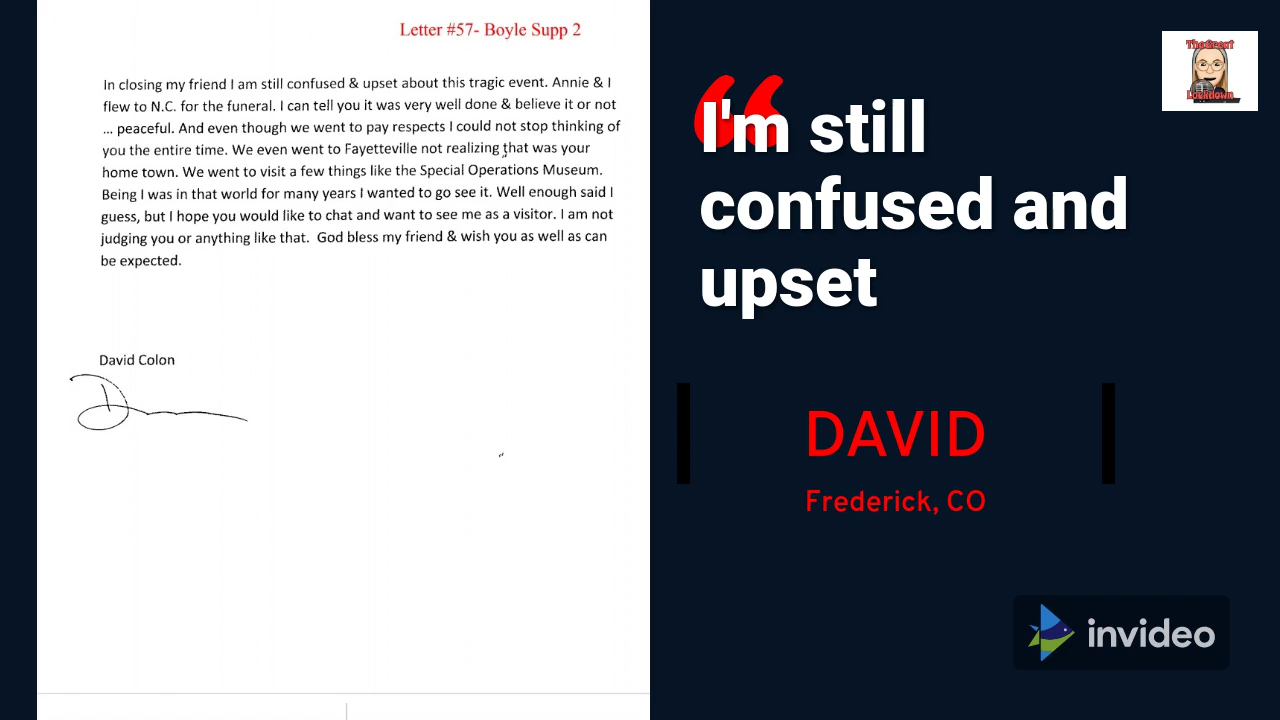 Letter #57- Boyle Supp 2
In closing my friend I am still confused & upset about this tragic event. Annie & I
flew to N.C. for the funeral. I can tell you it was very well done & believe it or not
... peaceful. And even though we went to pay respects I could not stop thinking of
you the entire time. We even went to Fayetteville not realizing that was your
home town. We went to visit a few things like the Special Operations Museum.
Being I was in that world for many years I wanted to go see it. Well enough said I
guess, but I hope you would like to chat and want to see me as a visitor. I am not
judging you or anything like that.  God bless my friend & wish you as well as can
be expected.
David Colon
“
I'm still
confused and
upset
DAVID
Frederick, CO
TheGreat
Lockdown
invideo